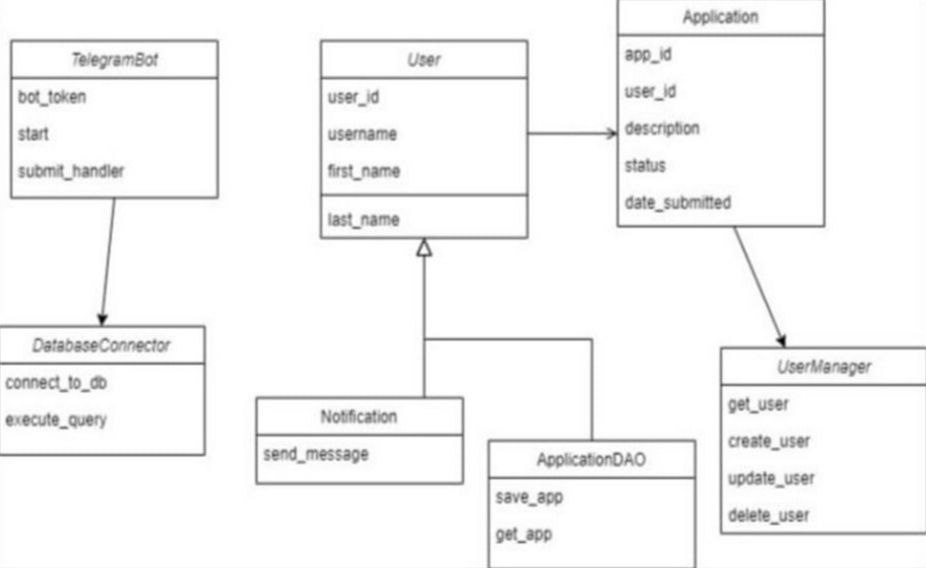 TelegramBot
bot_token
start
submit_handler
User
user_id
username
first_name
last_name
Application
app_id
user_id
description
status
date_submitted
DatabaseConnector
connect_to_db
execute_query
Notification
send_message
ApplicationDAO
save_app
get_app
UserManager
get_user
create_user
update_user
delete_user